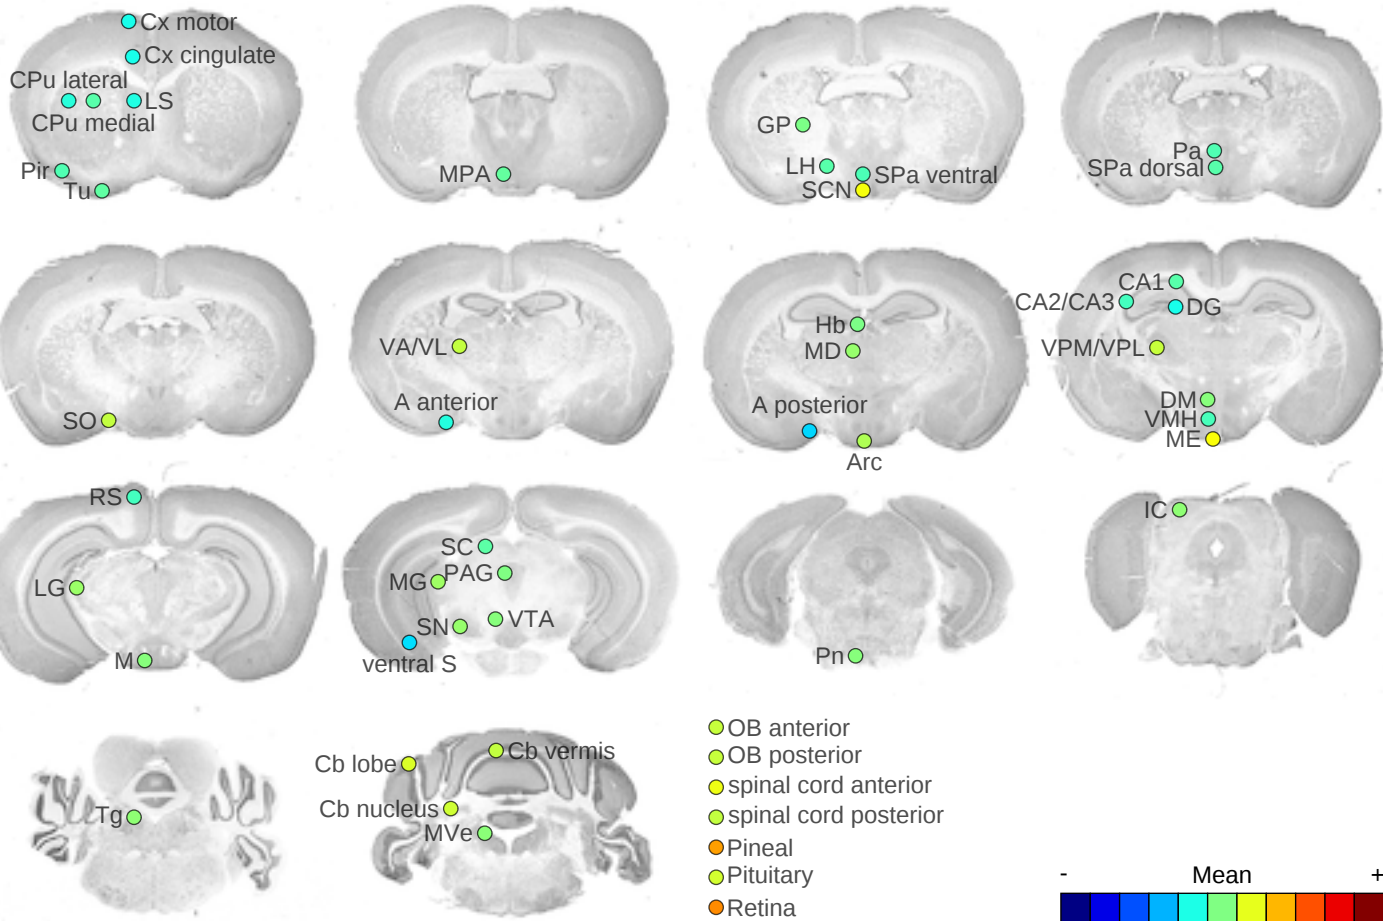 Cx motor
Cx cingulate
CPu lateral
LS
CPu medial
Pir
Tu
MPA
GP
LH
SPa ventral
SCN
Pa
SPa dorsal
SO
VA/VL
A anterior
Hb
MD
A posterior
Arc
CA1
CA2/CA3
DG
VPM/VPL
DM
VMH
ME
RS
LG
M
SC
MG
PAG
SN
VTA
ventral S
Pn
IC
Tg
Cb lobe
Cb vermis
Cb nucleus
MVe
OB anterior
OB posterior
spinal cord anterior
spinal cord posterior
Pineal
Pituitary
Retina
- Mean +